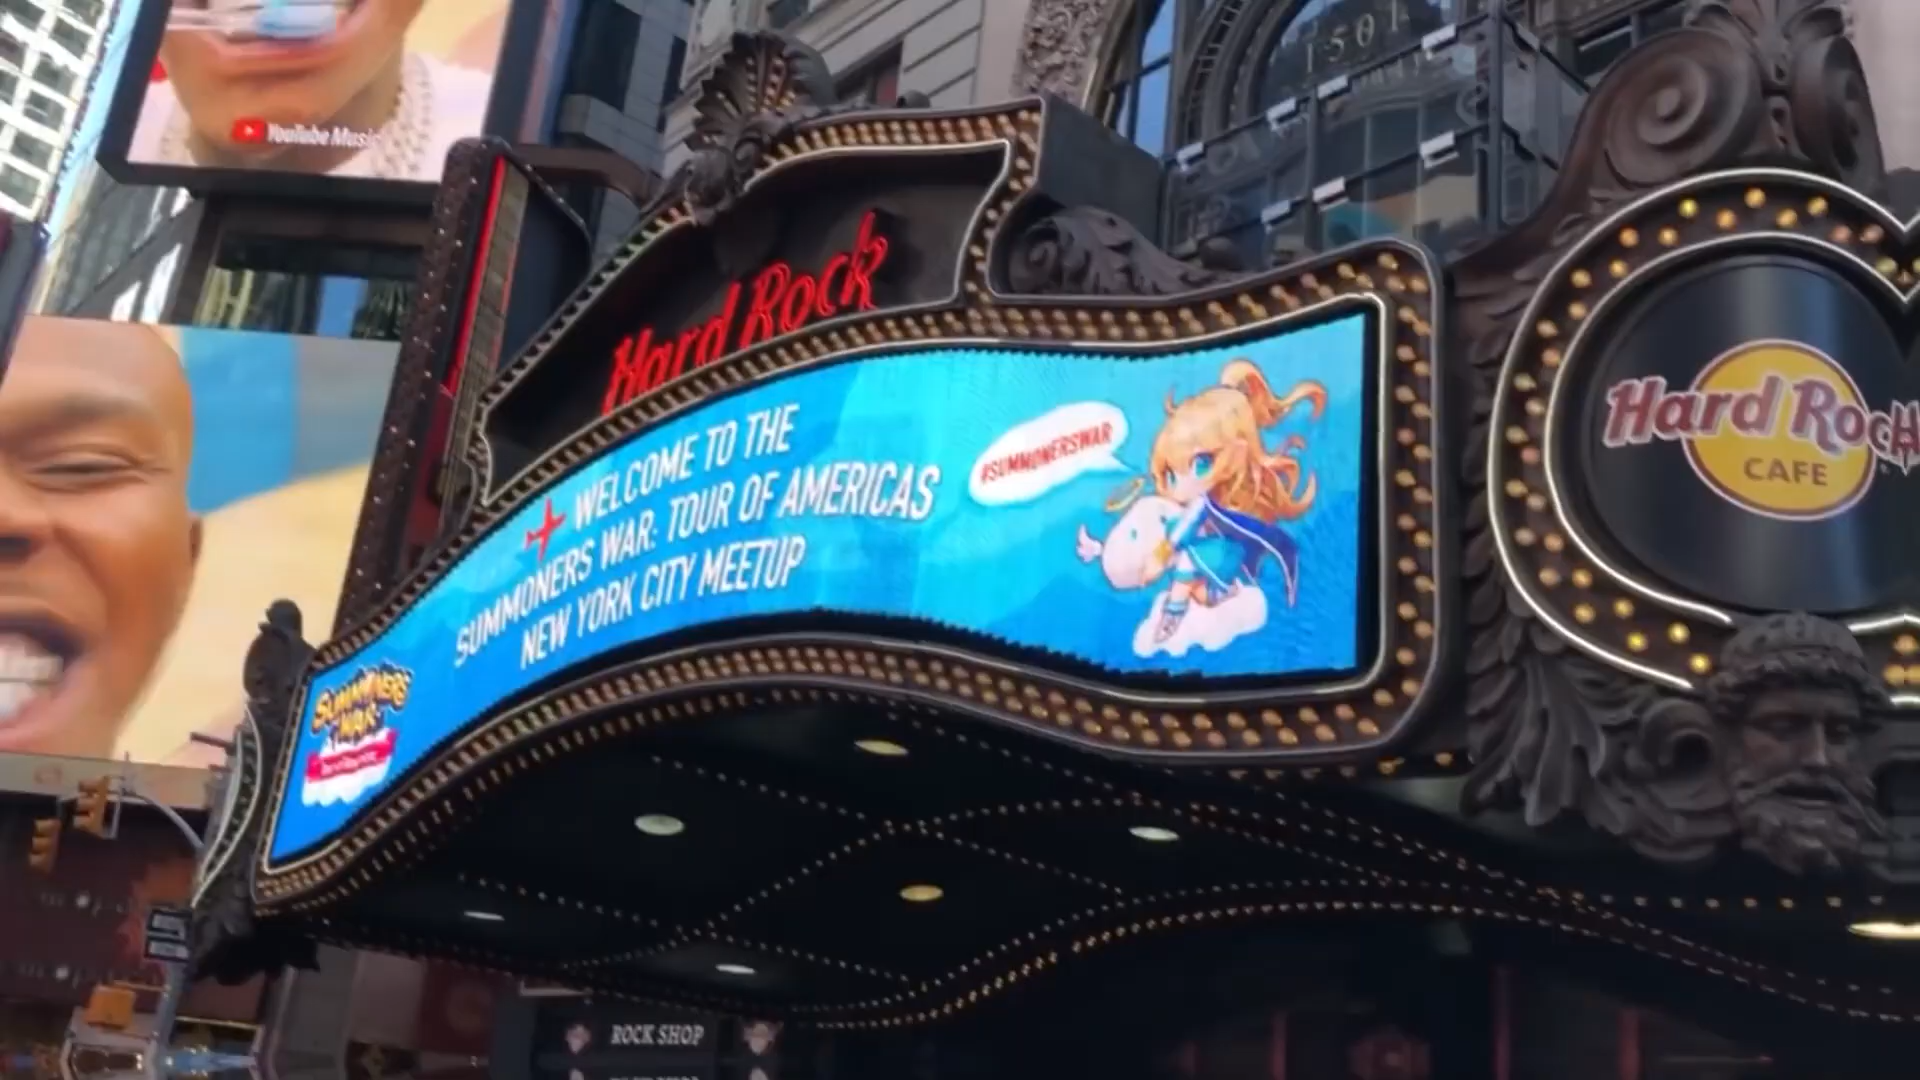 YouTube Music
1501
Hard Rock
WELCOME TO THE
SUMMONERS WAR: TOUR OF AMERICAS
NEW YORK CITY MEETUP
#SUMMONERSWAR
SUMMONERS
WAR
Hard Rock
CAFE
ROCK SHOP